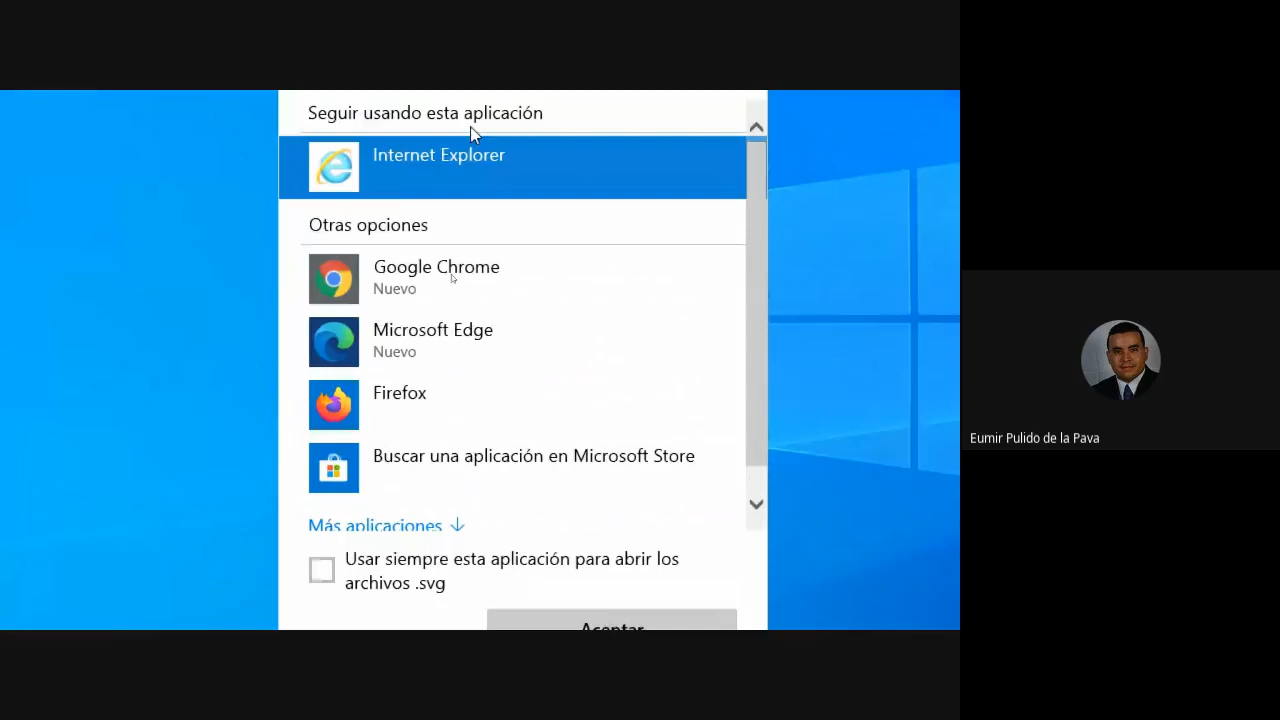 Seguir usando esta aplicación
Internet Explorer
Otras opciones
Google Chrome
Nuevo
Microsoft Edge
Nuevo
Firefox
Buscar una aplicación en Microsoft Store
Más aplicaciones
Usar siempre esta aplicación para abrir los
archivos .svg
Aceptar
Eumir Pulido de la Pava